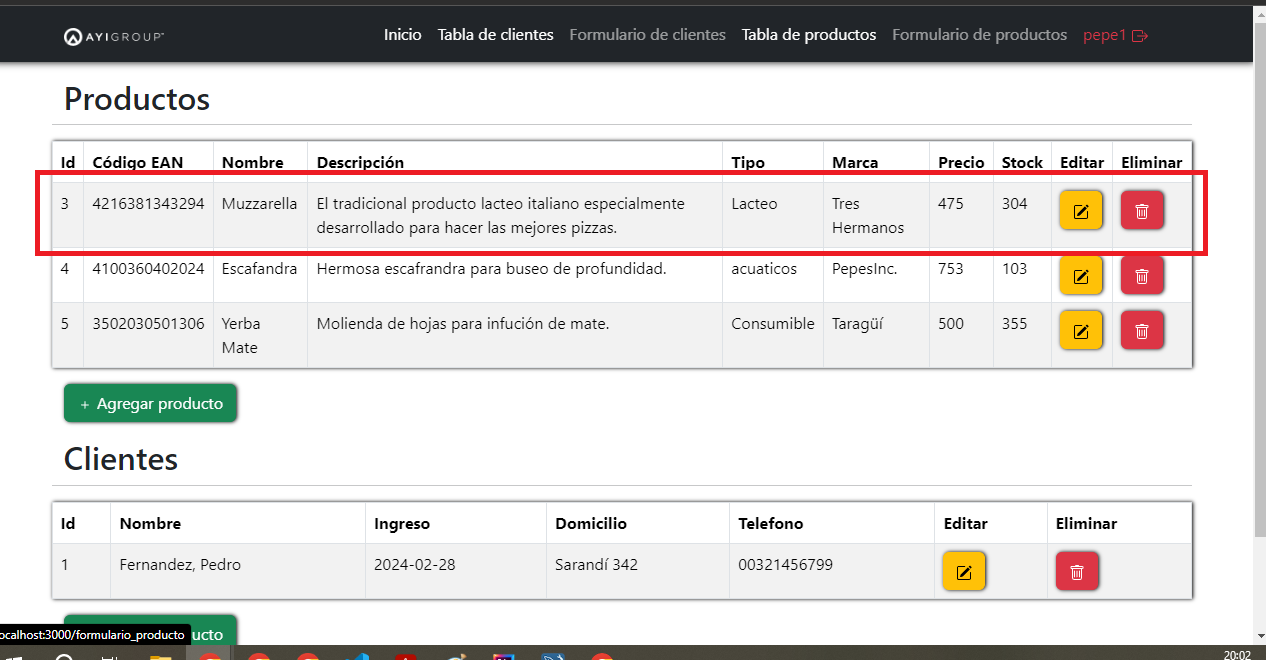 AYIGROUP Inicio Tabla de clientes Formulario de clientes Tabla de productos Formulario de productos pepe1
Productos
Id Código EAN Nombre Descripción Tipo Marca Precio Stock Editar Eliminar
3 4216381343294 Muzzarella El tradicional producto lacteo italiano especialmente Lacteo Tres 475 304
desarrollado para hacer las mejores pizzas. Hermanos
4 4100360402024 Escafandra Hermosa escafrandra para buseo de profundidad. acuaticos PepesInc. 753 103
5 3502030501306 Yerba Molienda de hojas para infución de mate. Consumible Taragüí 500 355
Mate
+ Agregar producto
Clientes
Id Nombre Ingreso Domicilio Telefono Editar Eliminar
1 Fernandez, Pedro 2024-02-28 Sarandí 342 00321456799
ocalhost:3000/formulario_producto ucto
20:02